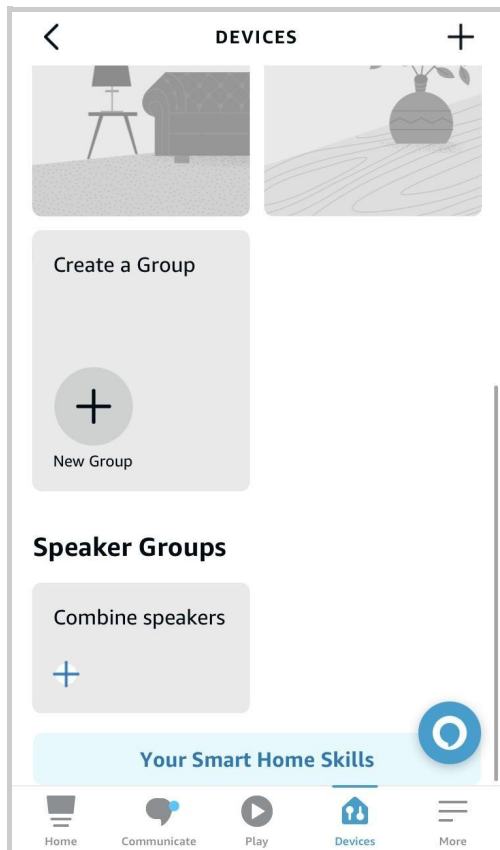 DEVICES
Create a Group
New Group
Speaker Groups
Combine speakers
Your Smart Home Skills
Home
Communicate
Play
Devices
More